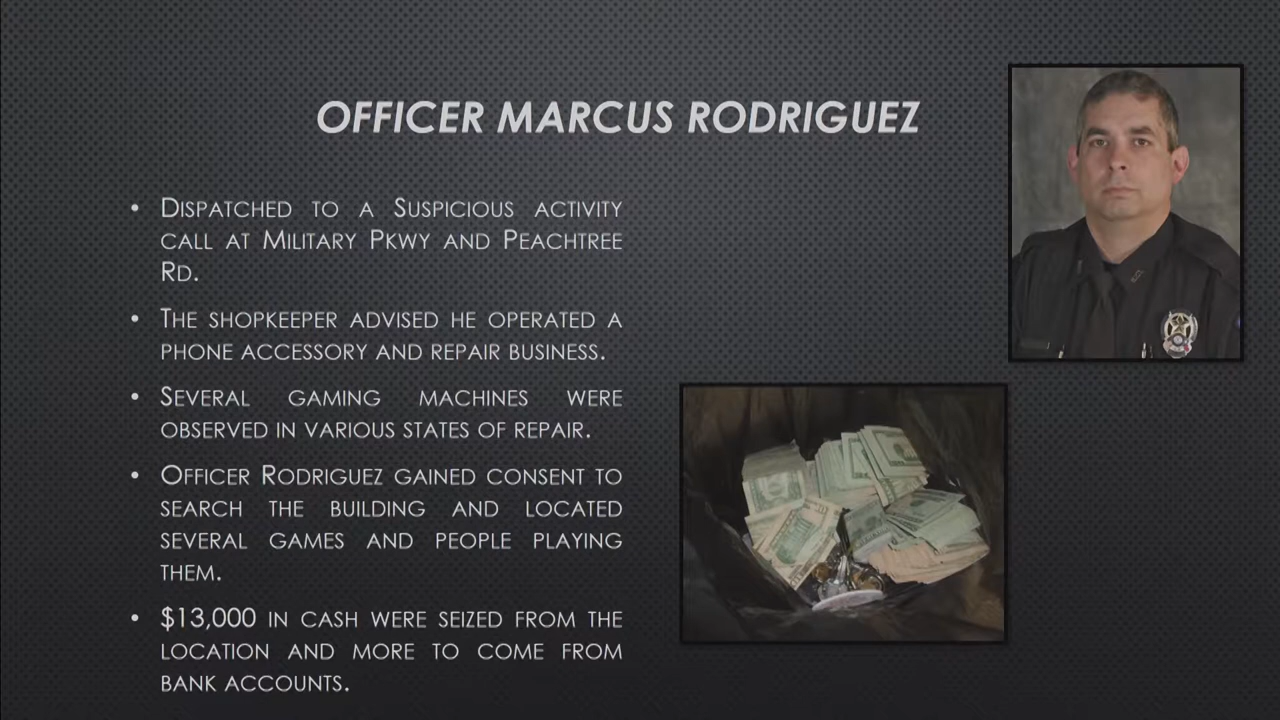 OFFICER MARCUS RODRIGUEZ
• DISPATCHED TO A SUSPICIOUS ACTIVITY
CALL AT MILITARY PKWY AND PEACHTREE
RD.
• THE SHOPKEEPER ADVISED HE OPERATED A
PHONE ACCESSORY AND REPAIR BUSINESS.
• SEVERAL GAMING MACHINES WERE
OBSERVED IN VARIOUS STATES OF REPAIR.
• OFFICER RODRIGUEZ GAINED CONSENT TO
SEARCH THE BUILDING AND LOCATED
SEVERAL GAMES AND PEOPLE PLAYING
THEM.
• $13,000 IN CASH WERE SEIZED FROM THE
LOCATION AND MORE TO COME FROM
BANK ACCOUNTS.